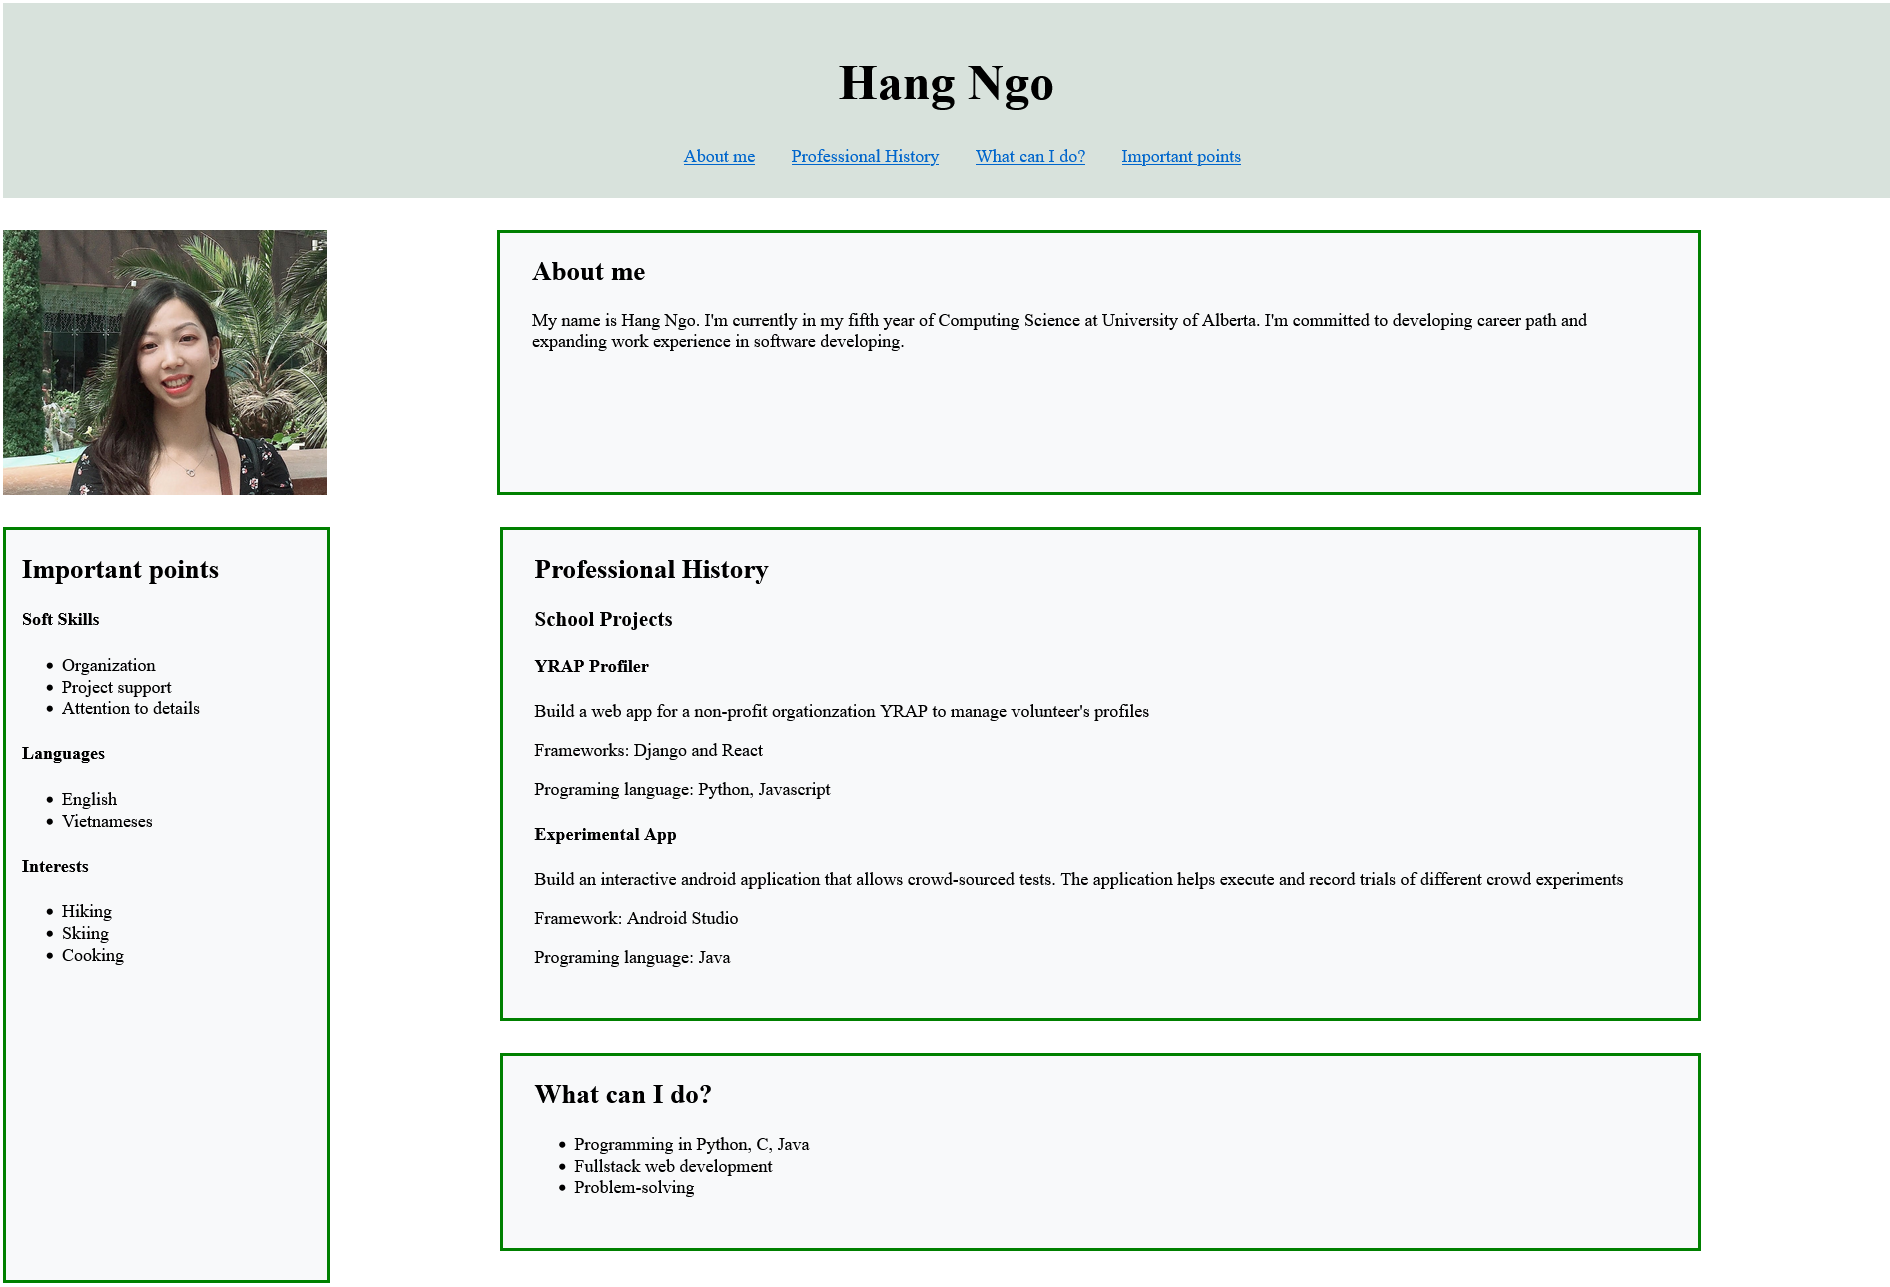 Hang Ngo
About me Professional History What can I do? Important points
About me
My name is Hang Ngo. I'm currently in my fifth year of Computing Science at University of Alberta. I'm committed to developing career path and
expanding work experience in software developing.
Important points
Soft Skills
• Organization
• Project support
• Attention to details
Languages
• English
• Vietnameses
Interests
• Hiking
• Skiing
• Cooking
Professional History
School Projects
YRAP Profiler
Build a web app for a non-profit orgationzation YRAP to manage volunteer's profiles
Frameworks: Django and React
Programing language: Python, Javascript
Experimental App
Build an interactive android application that allows crowd-sourced tests. The application helps execute and record trials of different crowd experiments
Framework: Android Studio
Programing language: Java
What can I do?
• Programming in Python, C, Java
• Fullstack web development
• Problem-solving